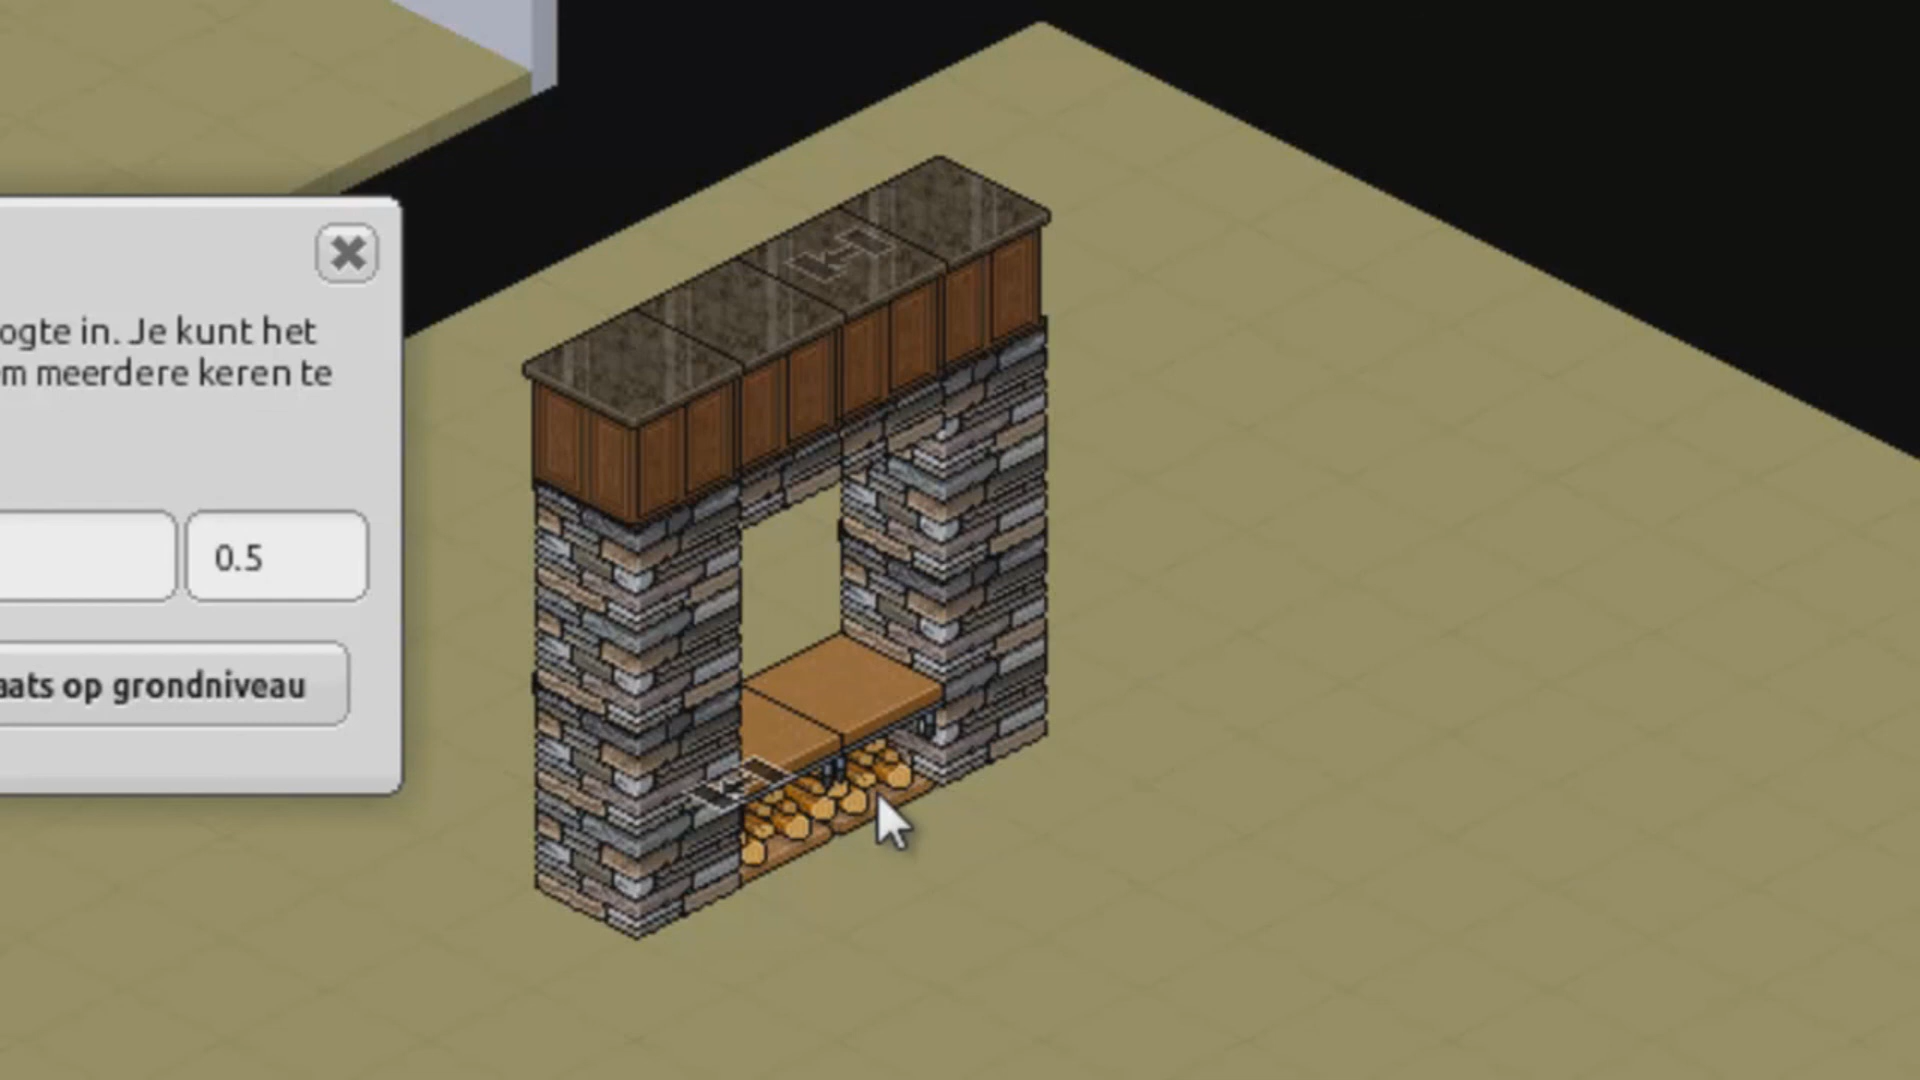 ogte in. Je kunt het
m meerdere keren te
0.5
aats op grondniveau